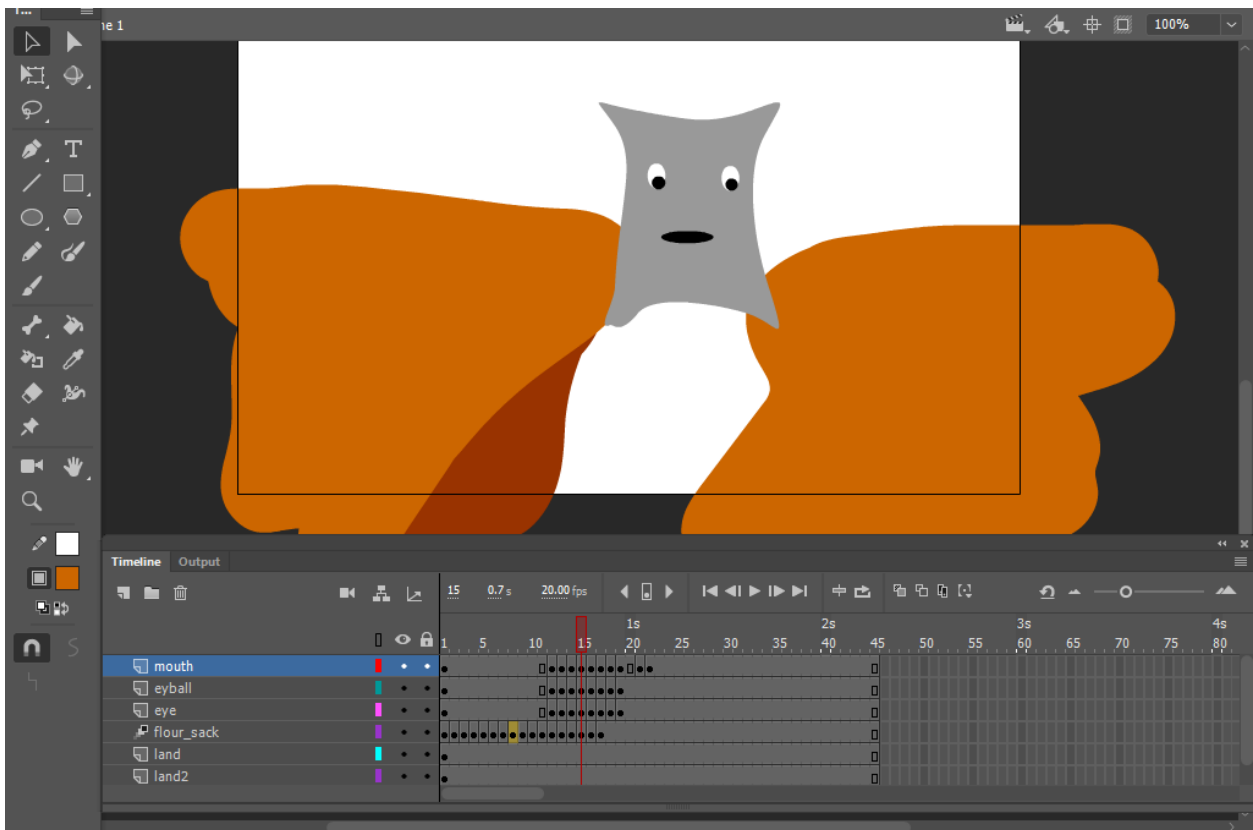 T...
ne 1
100%
T
Timeline Output
15 0.7 s 20.00 fps
1s 2s 3s 4s
1 5 10 15 20 25 30 35 40 45 50 55 60 65 70 75 80
mouth
eyball
eye
flour_sack
land
land2